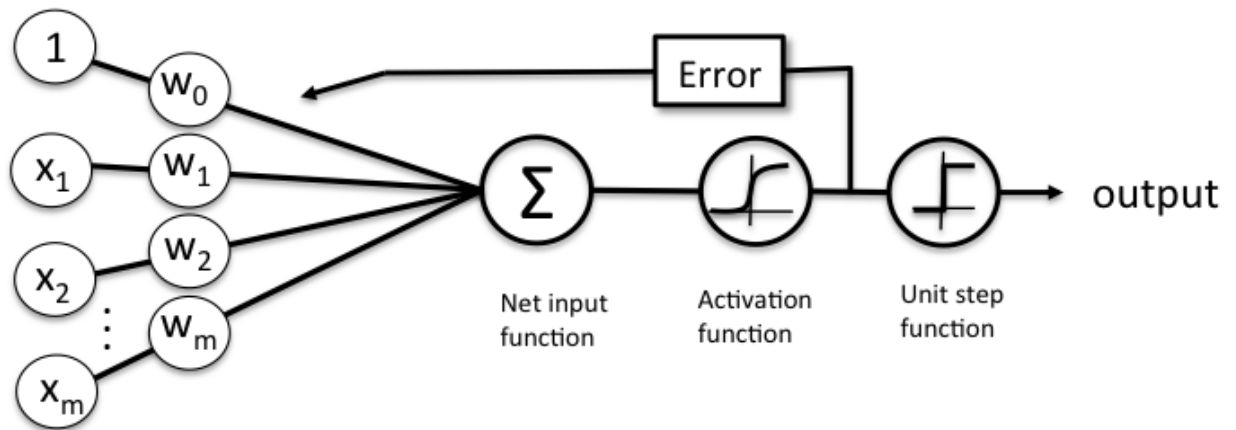 1
w₀
Error
x₁
w₁
Σ
output
x₂
w₂
⋮
wₘ
xₘ
Net input
function
Activation
function
Unit step
function